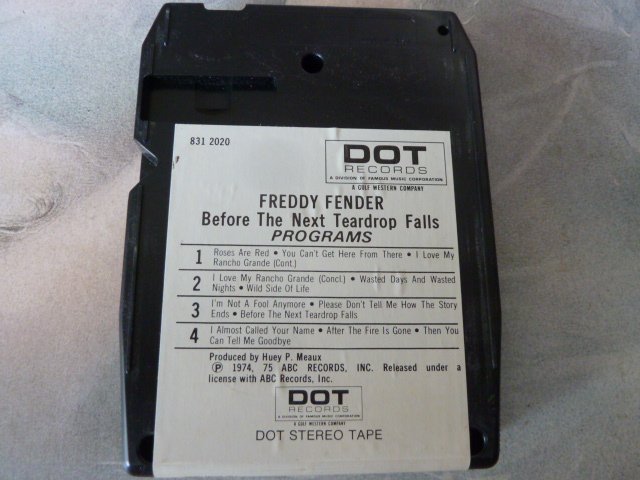 831 2020
DOT
RECORDS
A DIVISION OF FAMOUS MUSIC CORPORATION
A GULF WESTERN COMPANY
FREDDY FENDER
Before The Next Teardrop Falls
PROGRAMS
1 Roses Are Red • You Can't Get Here From There • I Love My
Rancho Grande (Cont.)
2 I Love My Rancho Grande (Concl.) • Wasted Days And Wasted
Nights • Wild Side Of Life
3 I'm Not A Fool Anymore • Please Don't Tell Me How The Story
Ends • Before The Next Teardrop Falls
4 I Almost Called Your Name • After The Fire Is Gone • Then You
Can Tell Me Goodbye
Produced by Huey P. Meaux
Ⓟ 1974, 75 ABC RECORDS, INC. Released under a
license with ABC Records, Inc.
DOT
RECORDS
A DIVISION OF FAMOUS MUSIC CORPORATION
A GULF WESTERN COMPANY
DOT STEREO TAPE